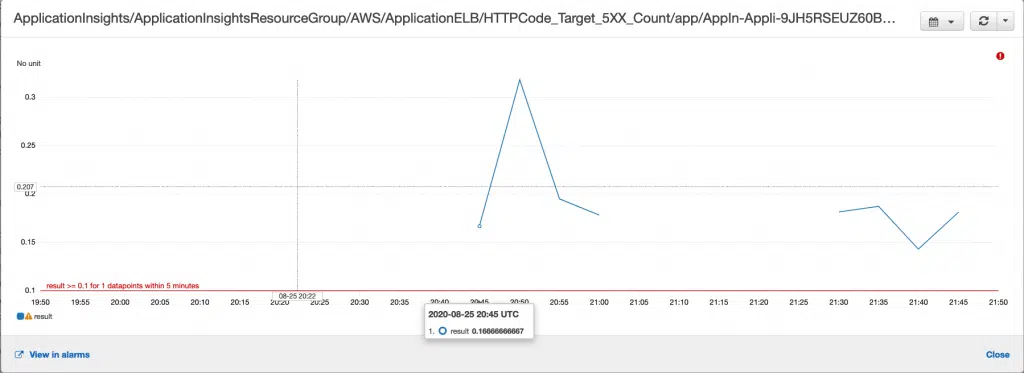 ApplicationInsights/ApplicationInsightsResourceGroup/AWS/ApplicationELB/HTTPCode_Target_5XX_Count/app/AppIn-Appli-9JH5RSEUZ60B...
No unit
0.3
0.25
0.207
0.2
0.15
result >= 0.1 for 1 datapoints within 5 minutes
0.1
08-25 20:22
19:50 19:55 20:00 20:05 20:10 20:15 20:20 20:25 20:30 20:35 20:40 20:45 20:50 20:55 21:00 21:05 21:10 21:15 21:20 21:25 21:30 21:35 21:40 21:45 21:50
result
2020-08-25 20:45 UTC
1. result 0.16666666667
View in alarms
Close